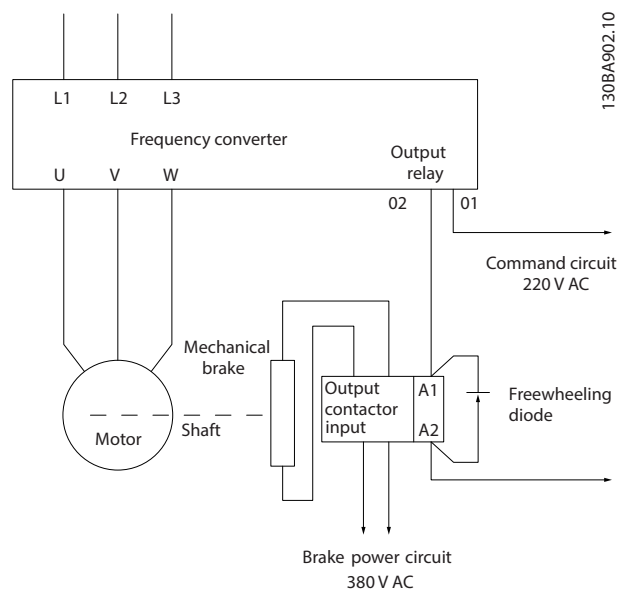 130BA902.10
L1 L2 L3
Frequency converter
Output
relay
U V W
02 01
Command circuit
220 V AC
Mechanical
brake
Output
contactor
input
A1
A2
Freewheeling
diode
Motor
Shaft
Brake power circuit
380 V AC